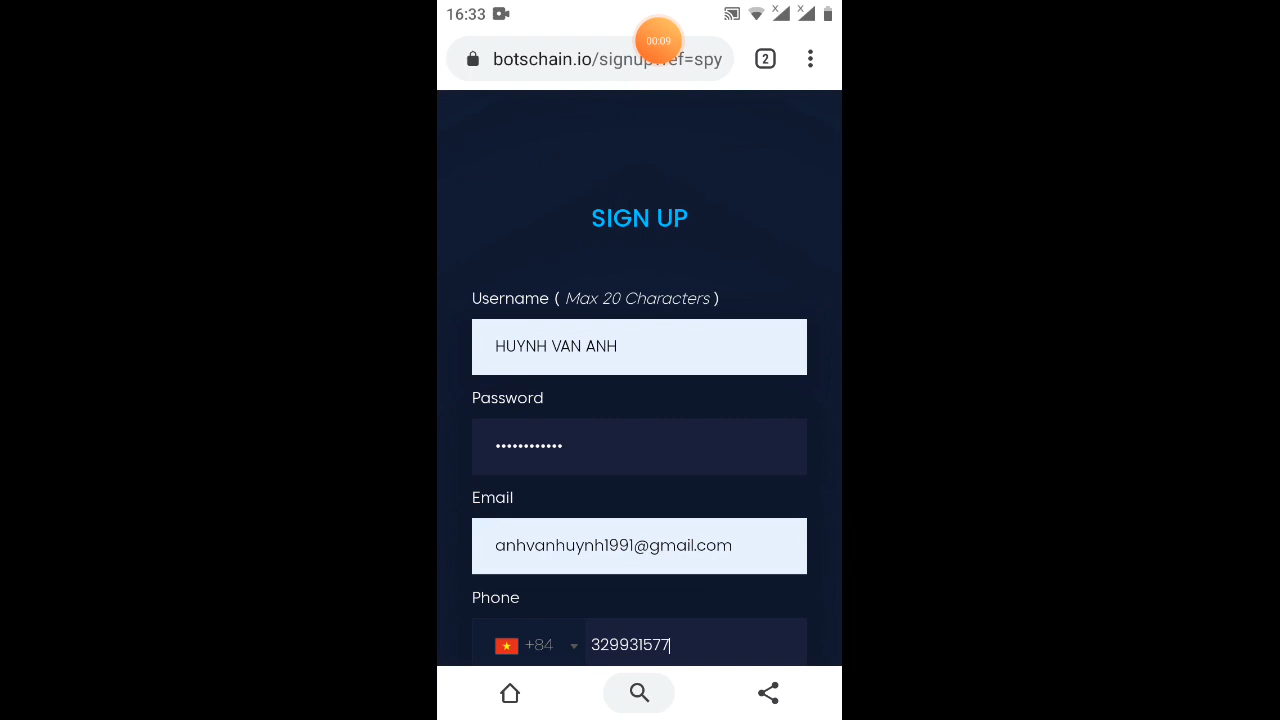 16:33
00:09
botschain.io/signup?ref=spy
2
SIGN UP
Username ( Max 20 Characters )
HUYNH VAN ANH
Password
••••••••••••
Email
anhvanhuynh1991@gmail.com
Phone
+84 329931577